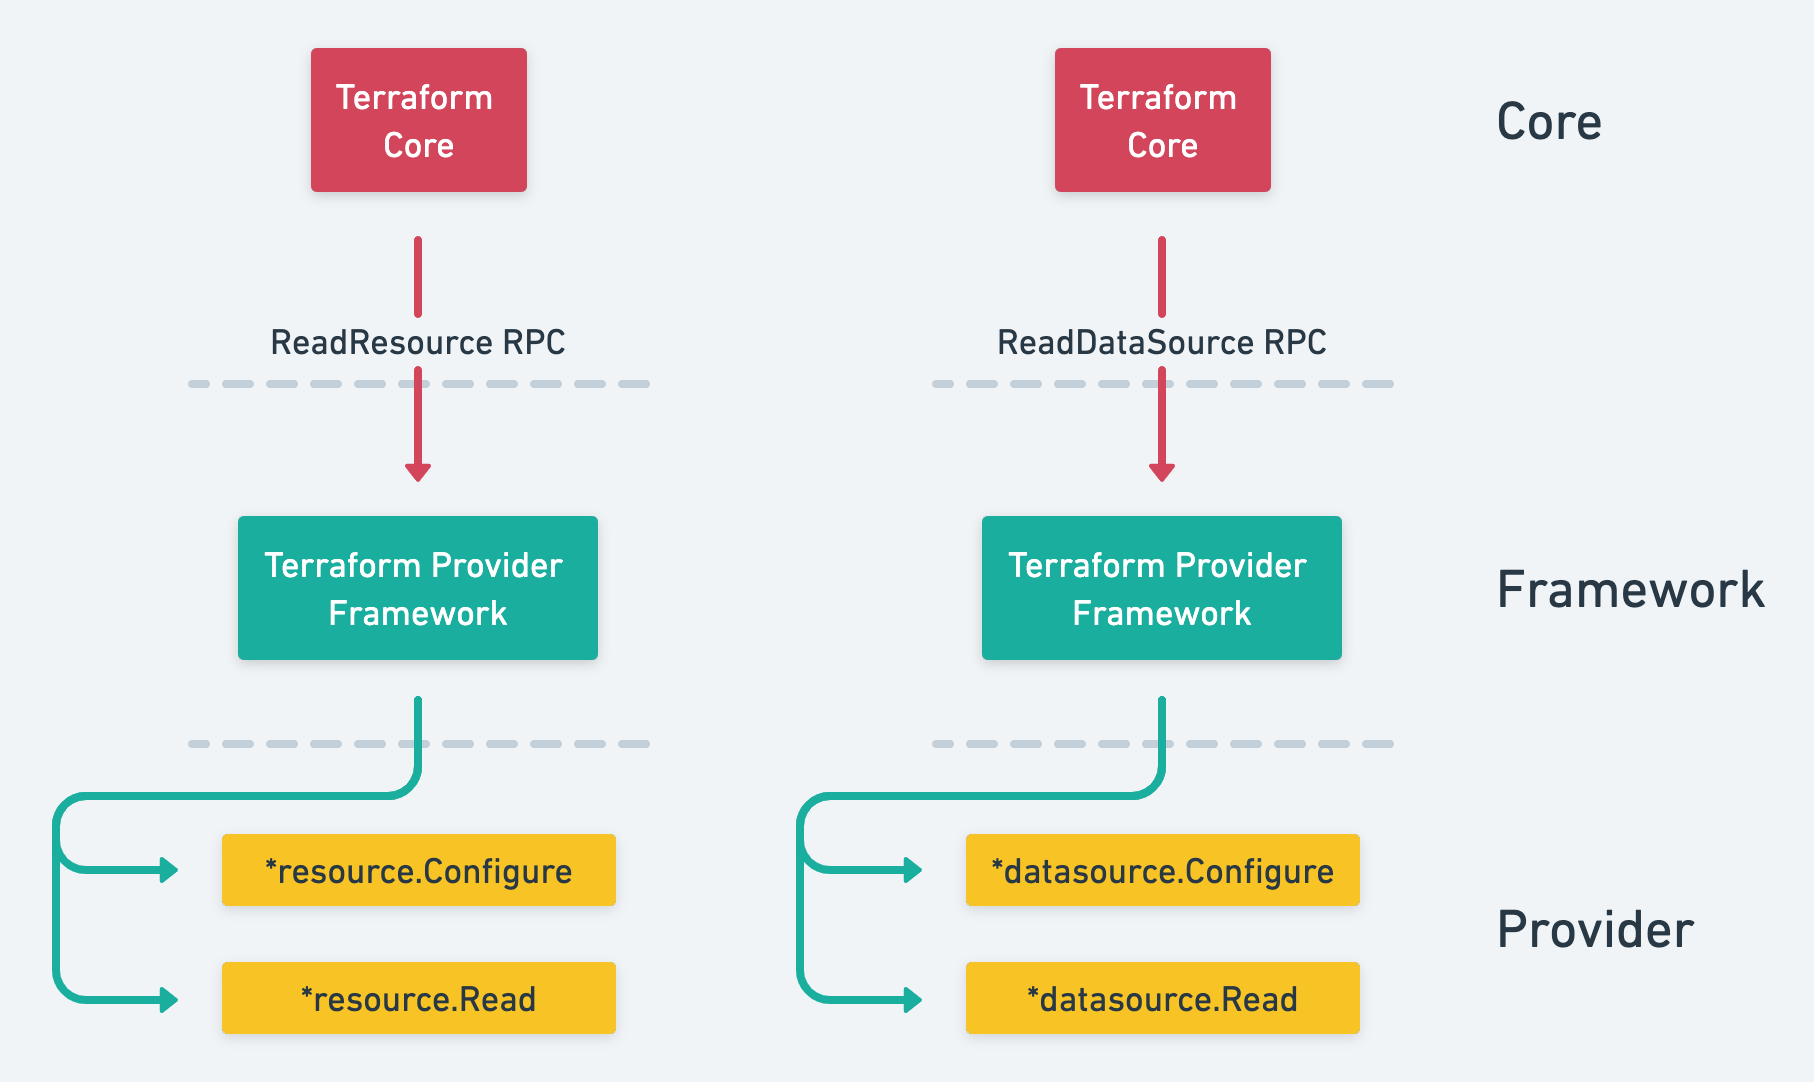 Terraform
Core
Terraform
Core
Core
ReadResource RPC
ReadDataSource RPC
Terraform Provider
Framework
Terraform Provider
Framework
Framework
*resource.Configure
*datasource.Configure
Provider
*resource.Read
*datasource.Read